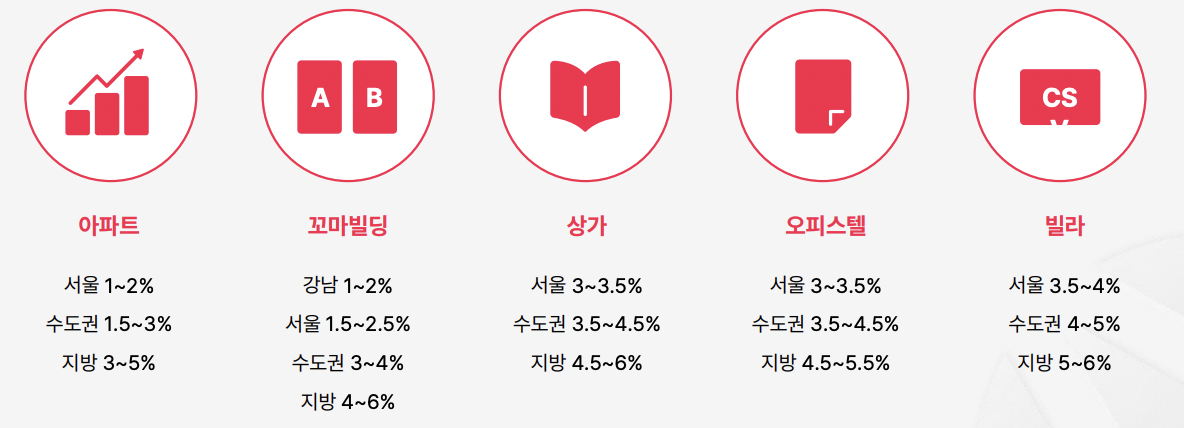 A B
CS
아파트
서울 1~2%
수도권 1.5~3%
지방 3~5%
꼬마빌딩
강남 1~2%
서울 1.5~2.5%
수도권 3~4%
지방 4~6%
상가
서울 3~3.5%
수도권 3.5~4.5%
지방 4.5~6%
오피스텔
서울 3~3.5%
수도권 3.5~4.5%
지방 4.5~5.5%
빌라
서울 3.5~4%
수도권 4~5%
지방 5~6%